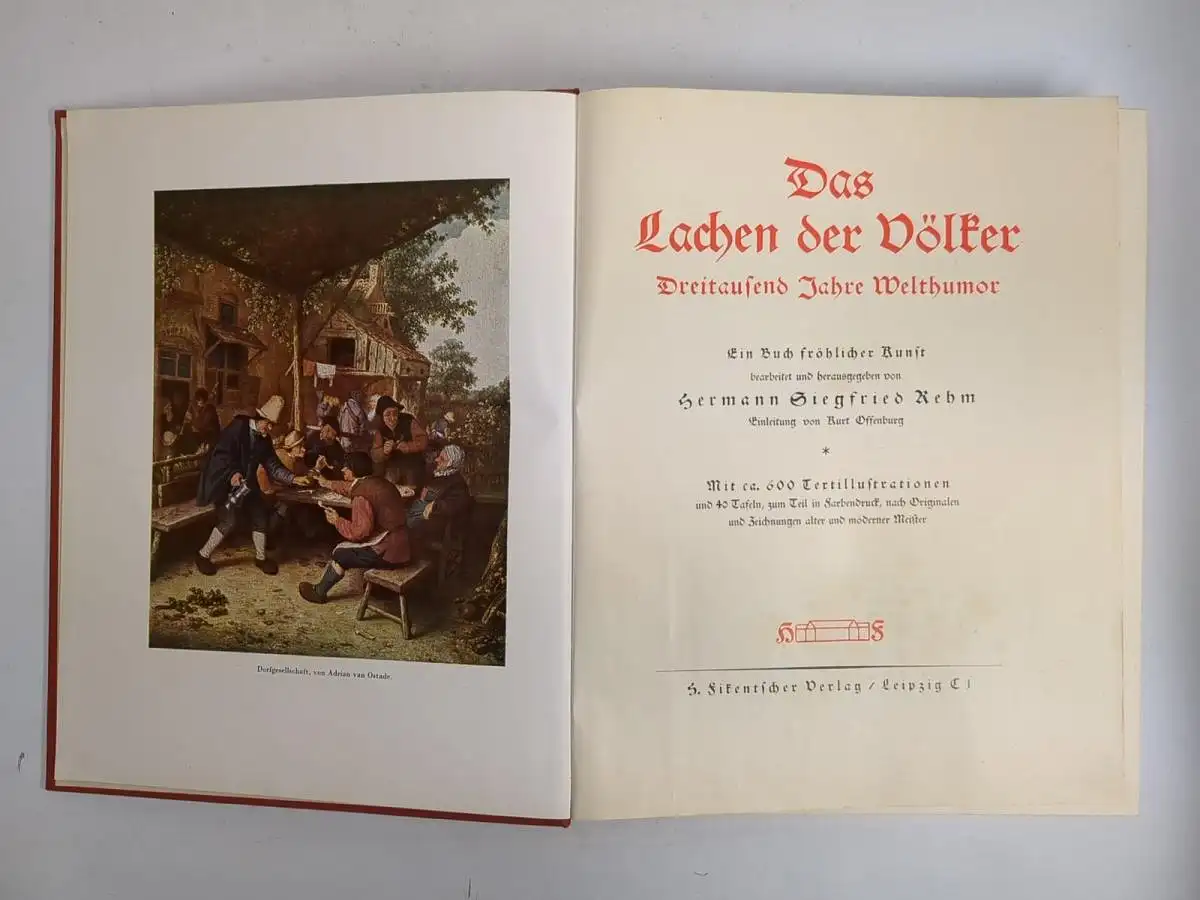 Dorfgesellschaft, von Adrian van Ostade.
Das
Lachen der Völker
Dreitausend Jahre Welthumor
Ein Buch fröhlicher Kunst
bearbeitet und herausgegeben von
Hermann Siegfried Rehm
Einleitung von Kurt Offenburg
*
Mit ca. 600 Textillustrationen
und 40 Tafeln, zum Teil in Farbendruck, nach Originalen
und Zeichnungen alter und moderner Meister
H F
H. Fikentscher Verlag / Leipzig C 1